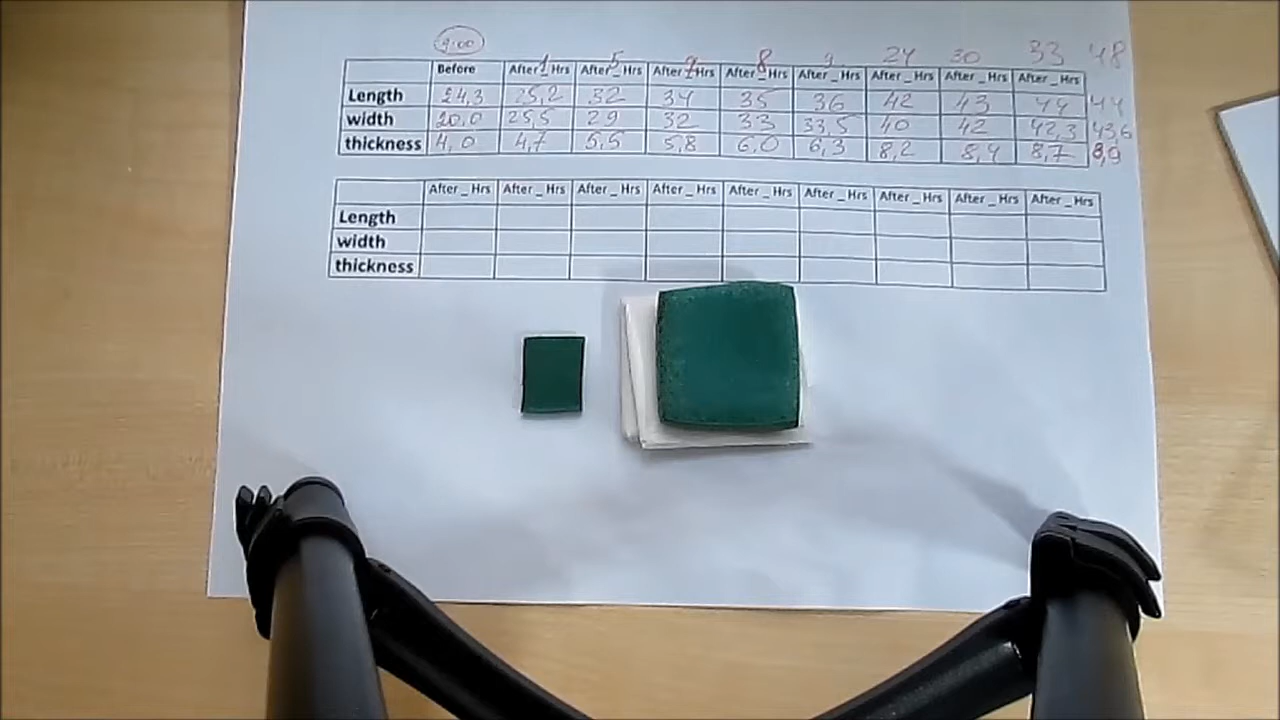 9:00
1 5 7 8 9 24 30 33 48
Before After_Hrs After_Hrs After_Hrs After_Hrs After_Hrs After_Hrs After_Hrs After_Hrs
Length 24,3 25,2 32 34 35 36 42 43 44 44
width 20,0 25,5 29 32 33 33,5 40 42 42,3 43,6
thickness 4,0 4,7 5,5 5,8 6,0 6,3 8,2 8,4 8,7 8,9
After_Hrs After_Hrs After_Hrs After_Hrs After_Hrs After_Hrs After_Hrs After_Hrs After_Hrs
Length
width
thickness